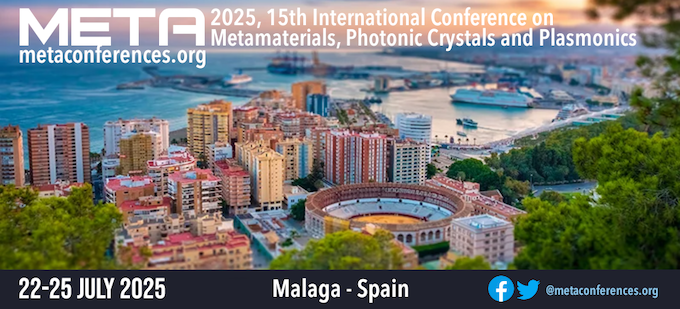 META
2025, 15th International Conference on
Metamaterials, Photonic Crystals and Plasmonics
metaconferences.org
22-25 JULY 2025
Malaga - Spain
@metaconferences.org